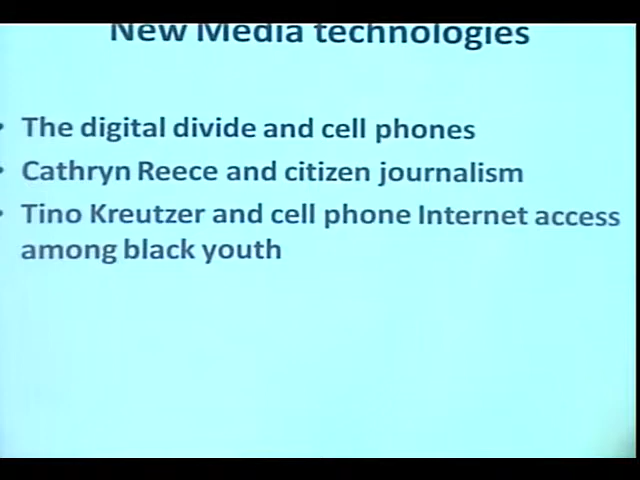 New Media technologies
• The digital divide and cell phones
• Cathryn Reece and citizen journalism
• Tino Kreutzer and cell phone Internet access
among black youth